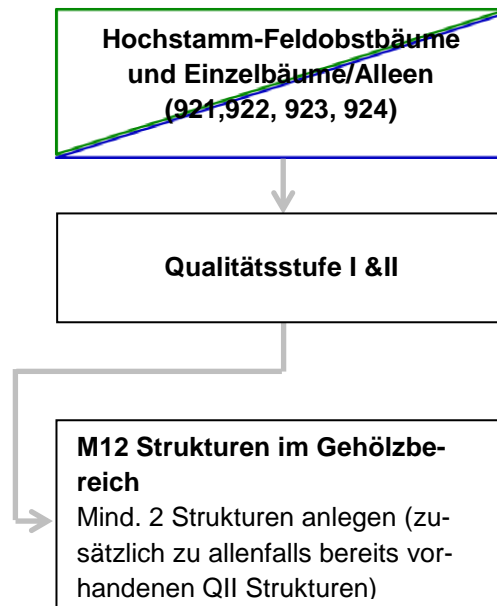 Hochstamm-Feldobstbäume
und Einzelbäume/Alleen
(921,922, 923, 924)
Qualitätsstufe I &II
M12 Strukturen im Gehölzbe-
reich
Mind. 2 Strukturen anlegen (zu-
sätzlich zu allenfalls bereits vor-
handenen QII Strukturen)